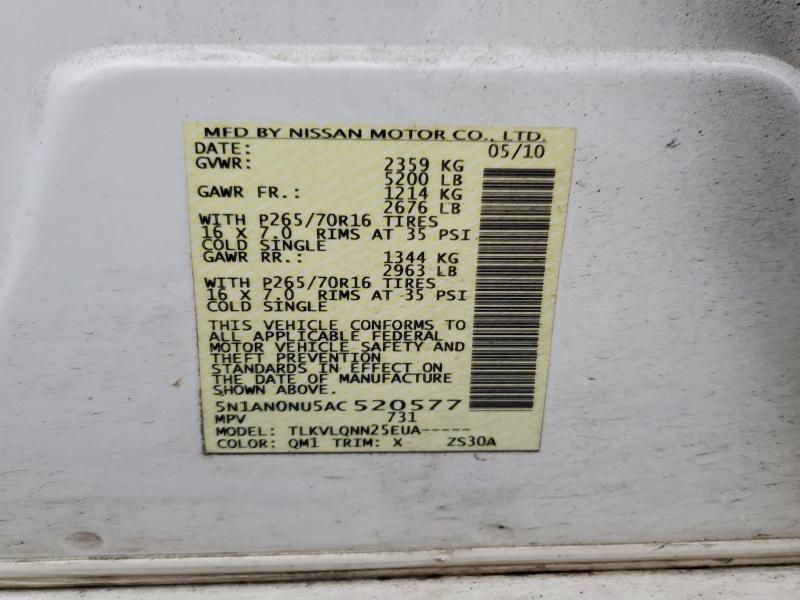 MFD BY NISSAN MOTOR CO., LTD.
DATE: 05/10
GVWR: 2359 KG
5200 LB
GAWR FR.: 1214 KG
2676 LB
WITH P265/70R16 TIRES
16 X 7.0 RIMS AT 35 PSI
COLD SINGLE
GAWR RR.: 1344 KG
2963 LB
WITH P265/70R16 TIRES
16 X 7.0 RIMS AT 35 PSI
COLD SINGLE
THIS VEHICLE CONFORMS TO
ALL APPLICABLE FEDERAL
MOTOR VEHICLE SAFETY AND
THEFT PREVENTION
STANDARDS IN EFFECT ON
THE DATE OF MANUFACTURE
SHOWN ABOVE.
5N1AN0NU5AC 520577
MPV 731
MODEL: TLKVLQNN25EUA-----
COLOR: QM1 TRIM: X ZS30A